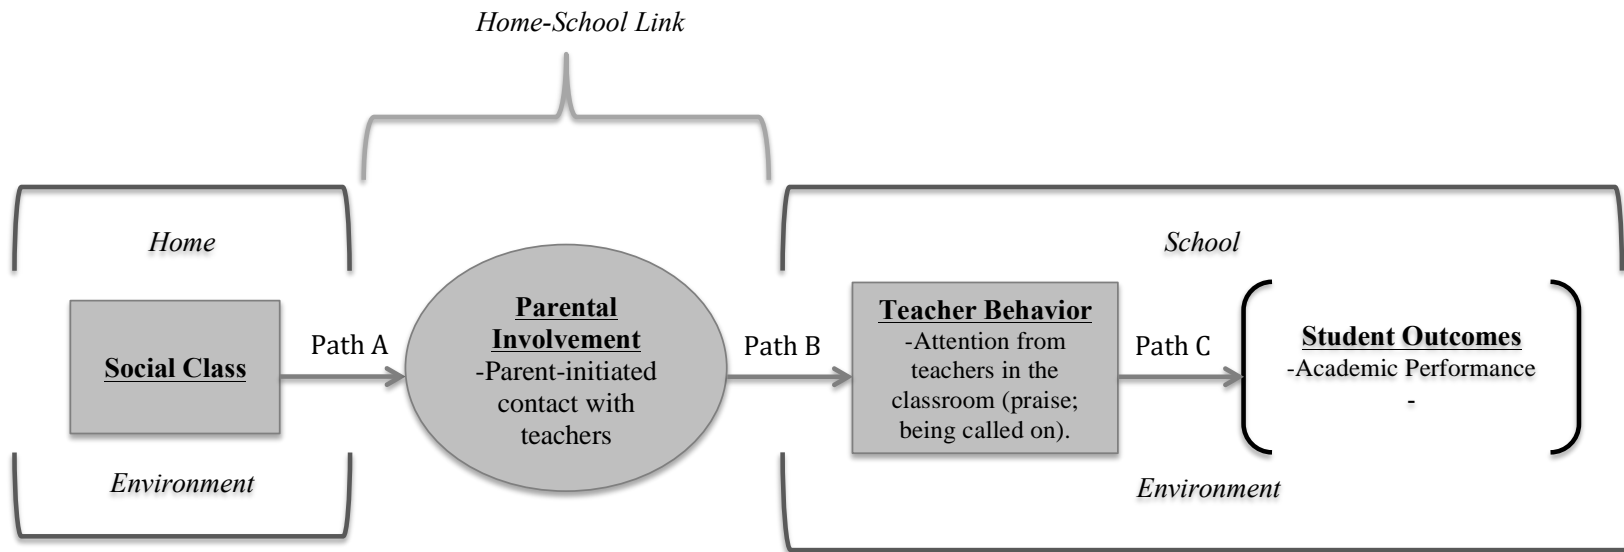 Home-School Link
Home
School
Social Class
Path A
Parental
Involvement
-Parent-initiated
contact with
teachers
Path B
Teacher Behavior
-Attention from
teachers in the
classroom (praise;
being called on).
Path C
Student Outcomes
-Academic Performance
-
Environment
Environment